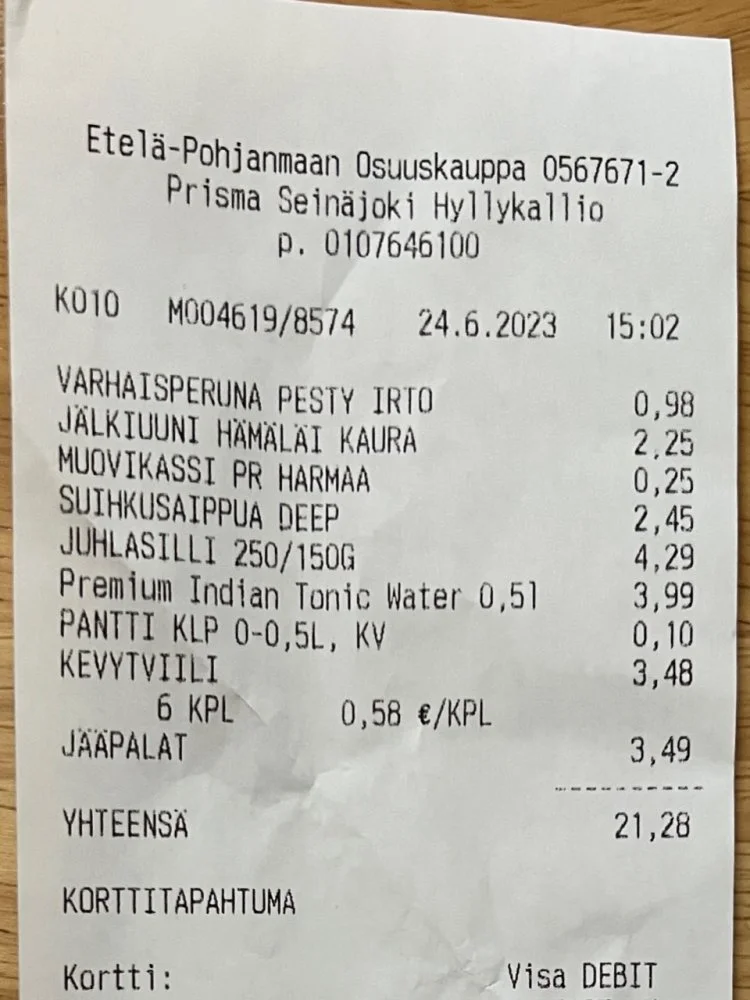 Etelä-Pohjanmaan Osuuskauppa 0567671-2
Prisma Seinäjoki Hyllykallio
p. 0107646100
K010 M004619/8574 24.6.2023 15:02
VARHAISPERUNA PESTY IRTO 0,98
JÄLKIUUNI HÄMÄLÄI KAURA 2,25
MUOVIKASSI PR HARMAA 0,25
SUIHKUSAIPPUA DEEP 2,45
JUHLASILLI 250/150G 4,29
Premium Indian Tonic Water 0,5l 3,99
PANTTI KLP 0-0,5L, KV 0,10
KEVYTVIILI 3,48
6 KPL 0,58 €/KPL
JÄÄPALAT 3,49
------------
YHTEENSÄ 21,28
KORTTITAPAHTUMA
Kortti: Visa DEBIT